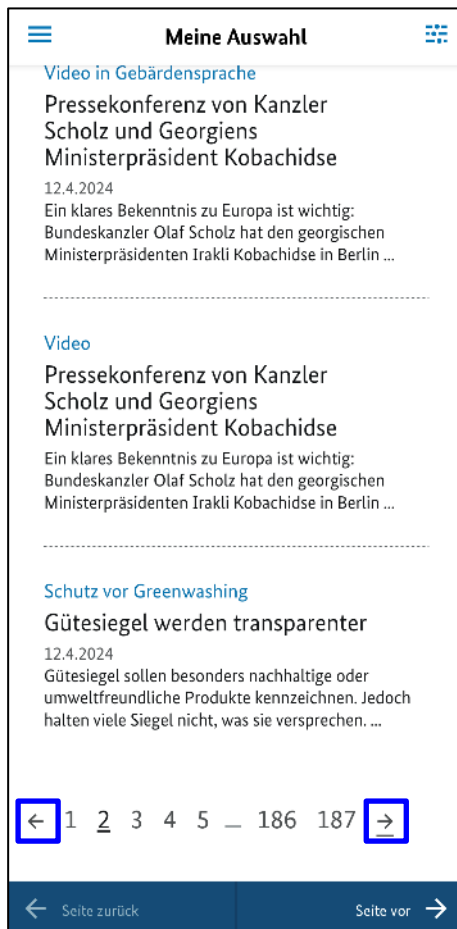 Meine Auswahl
Video in Gebärdensprache
Pressekonferenz von Kanzler
Scholz und Georgiens
Ministerpräsident Kobachidse
12.4.2024
Ein klares Bekenntnis zu Europa ist wichtig:
Bundeskanzler Olaf Scholz hat den georgischen
Ministerpräsidenten Irakli Kobachidse in Berlin ...
Video
Pressekonferenz von Kanzler
Scholz und Georgiens
Ministerpräsident Kobachidse
Ein klares Bekenntnis zu Europa ist wichtig:
Bundeskanzler Olaf Scholz hat den georgischen
Ministerpräsidenten Irakli Kobachidse in Berlin ...
Schutz vor Greenwashing
Gütesiegel werden transparenter
12.4.2024
Gütesiegel sollen besonders nachhaltige oder
umweltfreundliche Produkte kennzeichnen. Jedoch
halten viele Siegel nicht, was sie versprechen. ...
← 1 2 3 4 5 ... 186 187 →
← Seite zurück Seite vor →